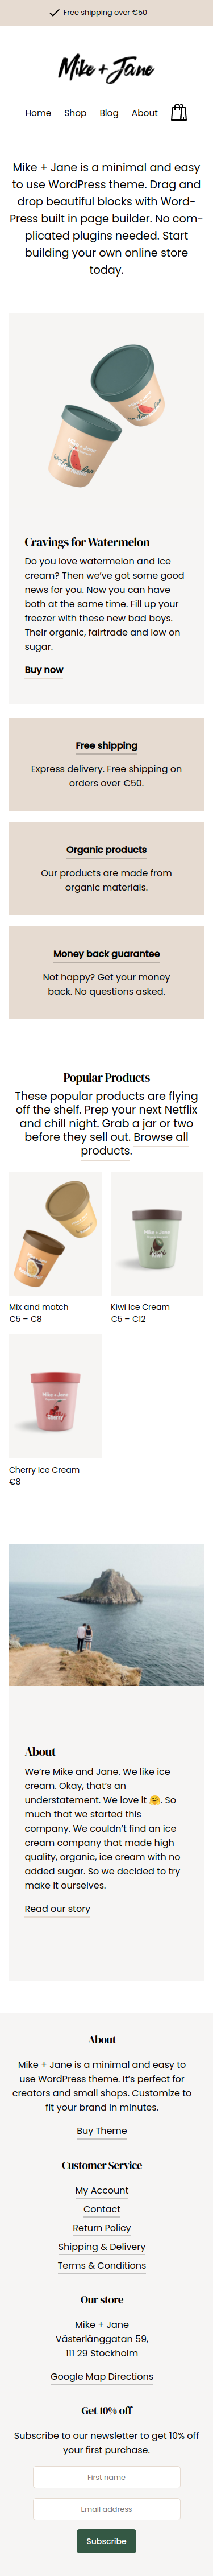 Free shipping over €50
Mike + Jane
Home Shop Blog About
Mike + Jane is a minimal and easy
to use WordPress theme. Drag and
drop beautiful blocks with Word-
Press built in page builder. No com-
plicated plugins needed. Start
building your own online store
today.
Cravings for Watermelon
Do you love watermelon and ice
cream? Then we've got some good
news for you. Now you can have
both at the same time. Fill up your
freezer with these new bad boys.
Their organic, fairtrade and low on
sugar.
Buy now
Free shipping
Express delivery. Free shipping on
orders over €50.
Organic products
Our products are made from
organic materials.
Money back guarantee
Not happy? Get your money
back. No questions asked.
Popular Products
These popular products are flying
off the shelf. Prep your next Netflix
and chill night. Grab a jar or two
before they sell out. Browse all
products.
Mike + Jane
Mix and match
€5 – €8
Kiwi Ice Cream
€5 – €12
Mike + Jane
Cherry
Cherry Ice Cream
€8
About
We're Mike and Jane. We like ice
cream. Okay, that's an
understatement. We love it 🤗. So
much that we started this
company. We couldn't find an ice
cream company that made high
quality, organic, ice cream with no
added sugar. So we decided to try
make it ourselves.
Read our story
About
Mike + Jane is a minimal and easy to
use WordPress theme. It's perfect for
creators and small shops. Customize to
fit your brand in minutes.
Buy Theme
Customer Service
My Account
Contact
Return Policy
Shipping & Delivery
Terms & Conditions
Our store
Mike + Jane
Västerlånggatan 59,
111 29 Stockholm
Google Map Directions
Get 10% off
Subscribe to our newsletter to get 10% off
your first purchase.
First name
Email address
Subscribe